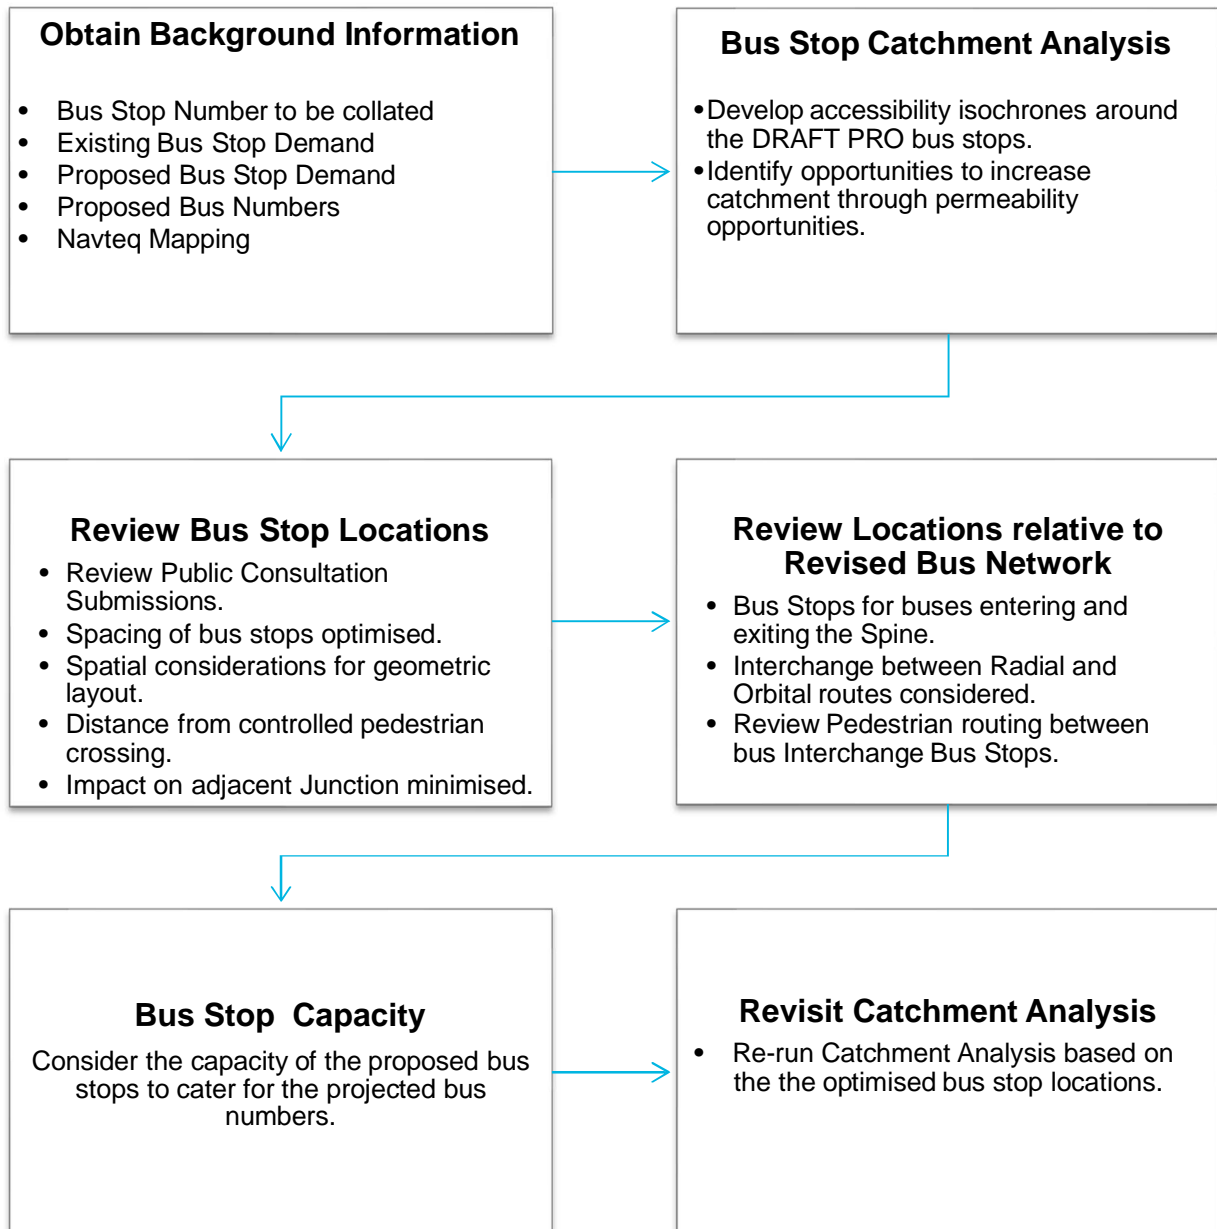 Obtain Background Information
• Bus Stop Number to be collated
• Existing Bus Stop Demand
• Proposed Bus Stop Demand
• Proposed Bus Numbers
• Navteq Mapping
Bus Stop Catchment Analysis
•Develop accessibility isochrones around
the DRAFT PRO bus stops.
•Identify opportunities to increase
catchment through permeability
opportunities.
Review Bus Stop Locations
• Review Public Consultation
Submissions.
• Spacing of bus stops optimised.
• Spatial considerations for geometric
layout.
• Distance from controlled pedestrian
crossing.
• Impact on adjacent Junction minimised.
Review Locations relative to
Revised Bus Network
• Bus Stops for buses entering and
exiting the Spine.
• Interchange between Radial and
Orbital routes considered.
• Review Pedestrian routing between
bus Interchange Bus Stops.
Bus Stop  Capacity
Consider the capacity of the proposed bus
stops to cater for the projected bus
numbers.
Revisit Catchment Analysis
• Re-run Catchment Analysis based on
the the optimised bus stop locations.